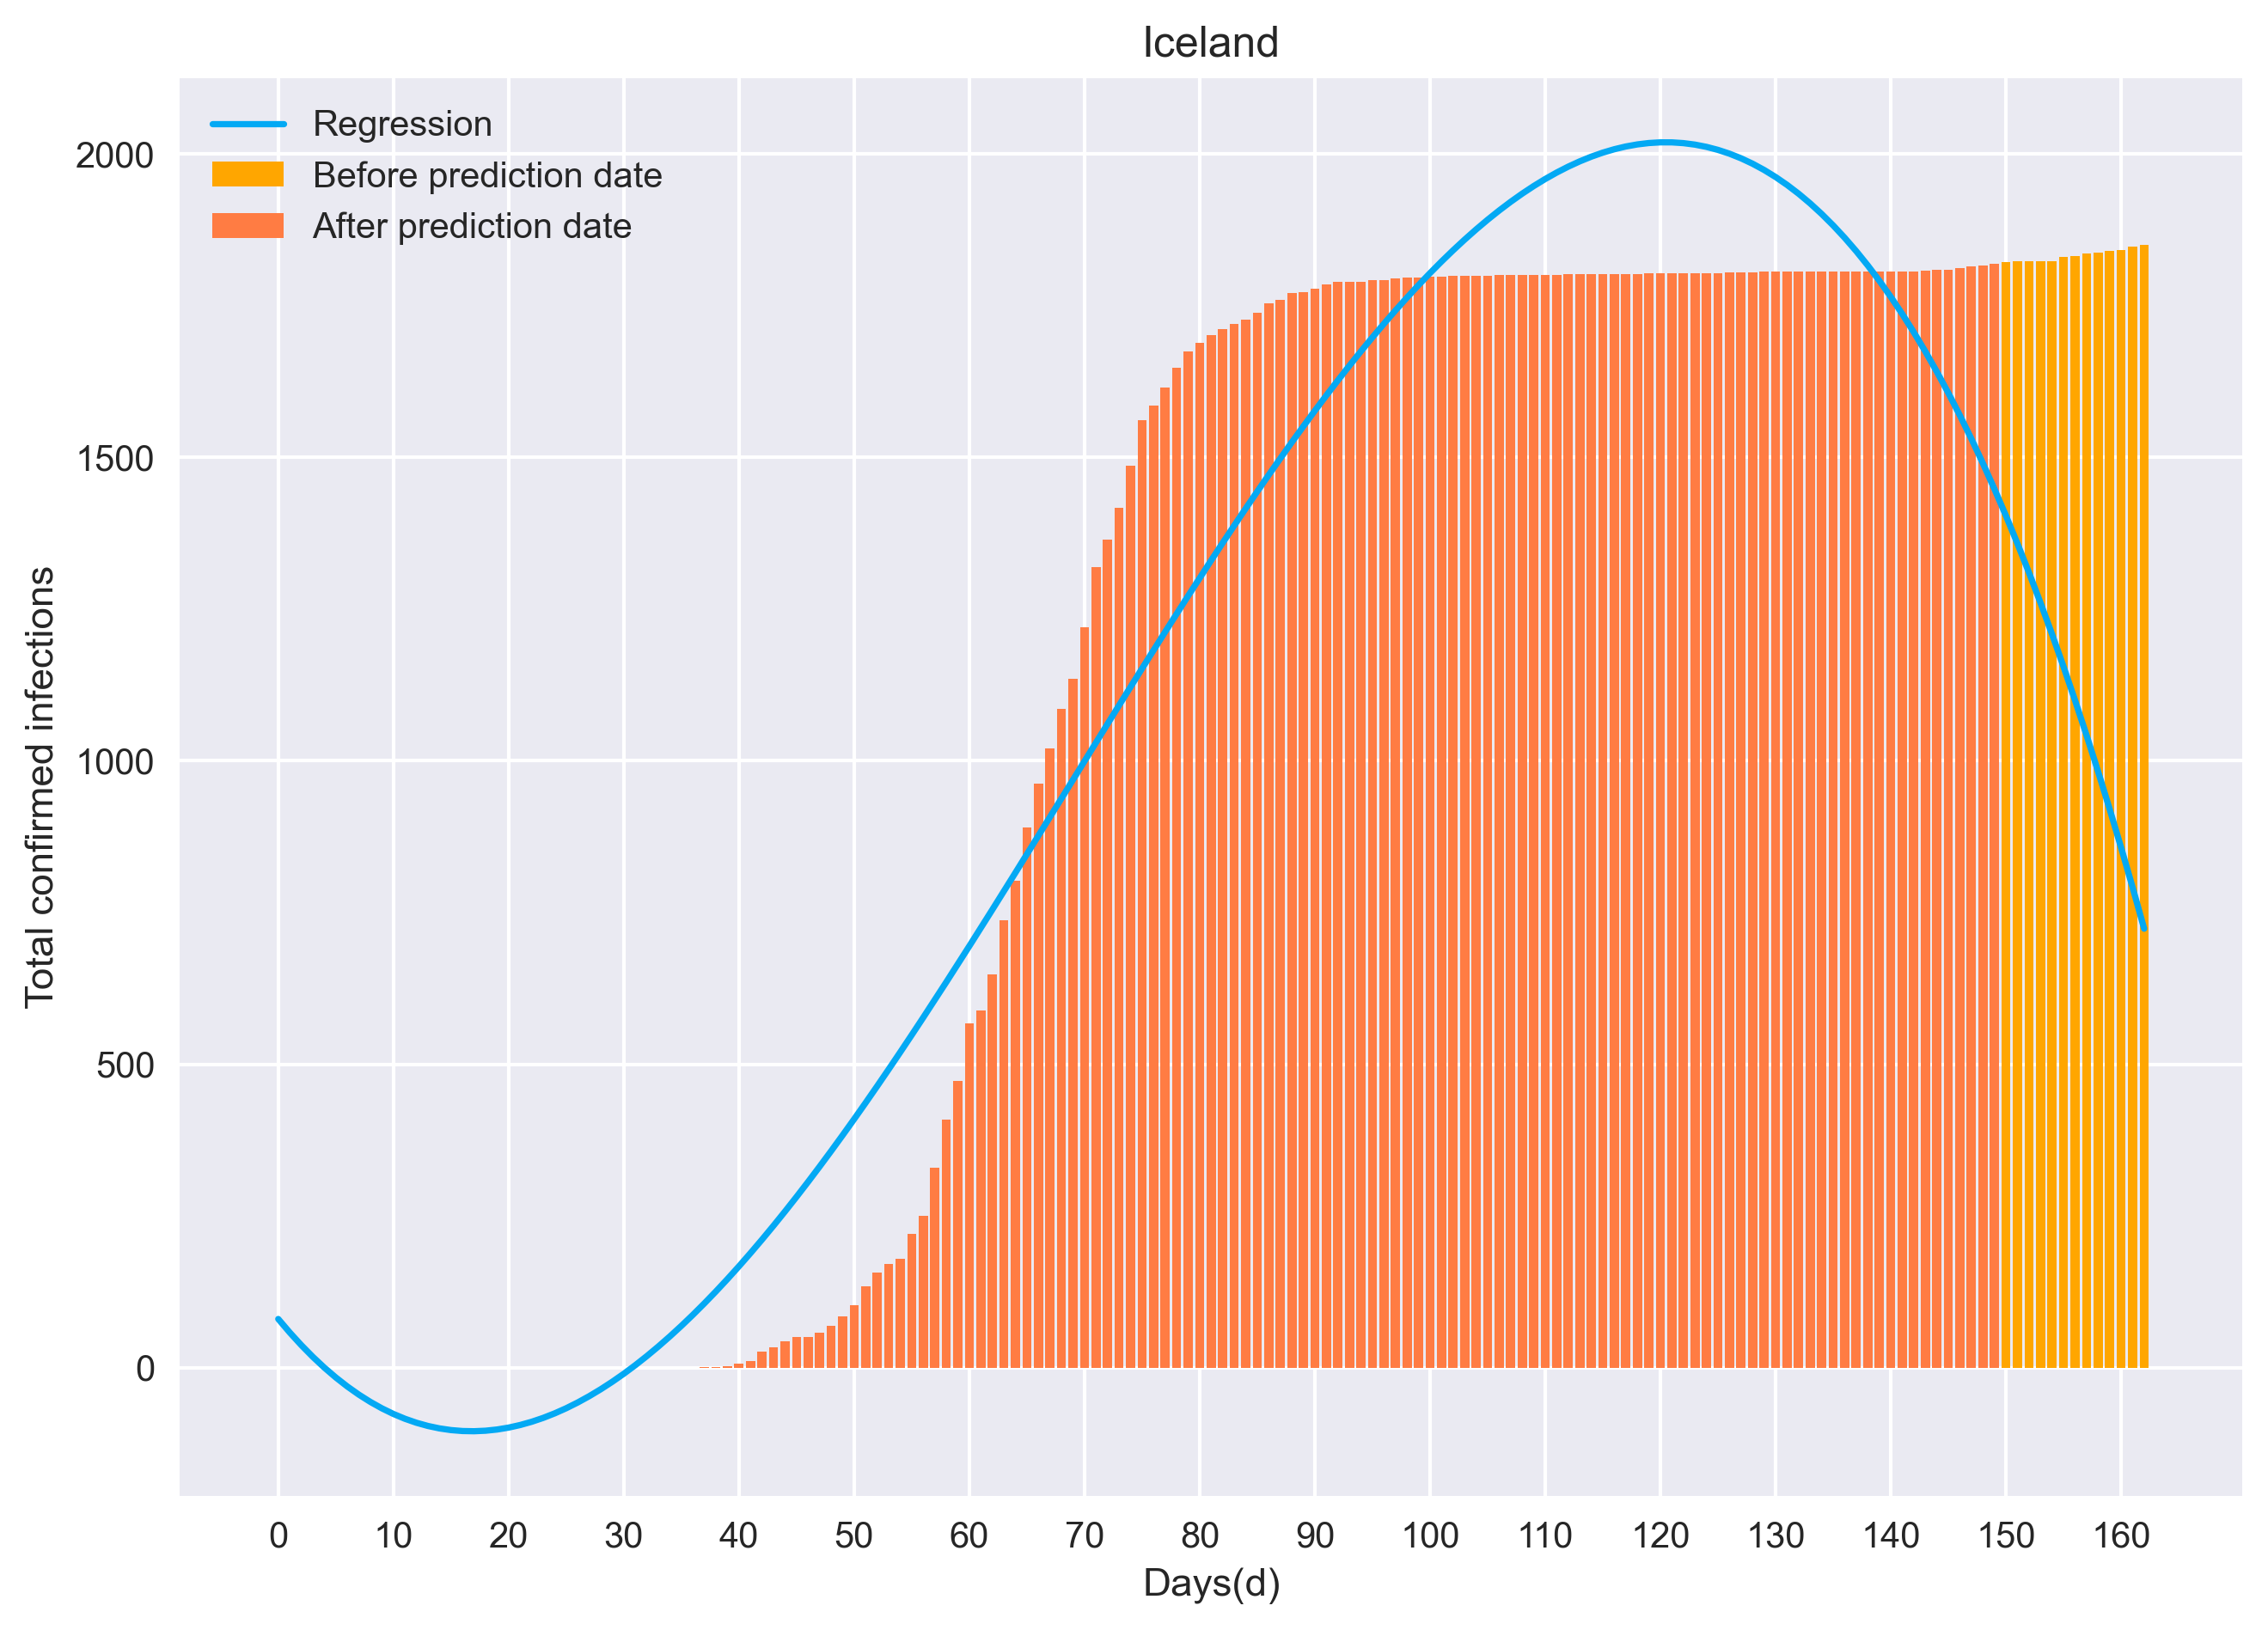 Iceland
Regression
Before prediction date
After prediction date
2000
1500
1000
500
0
Total confirmed infections
0 10 20 30 40 50 60 70 80 90 100 110 120 130 140 150 160
Days(d)